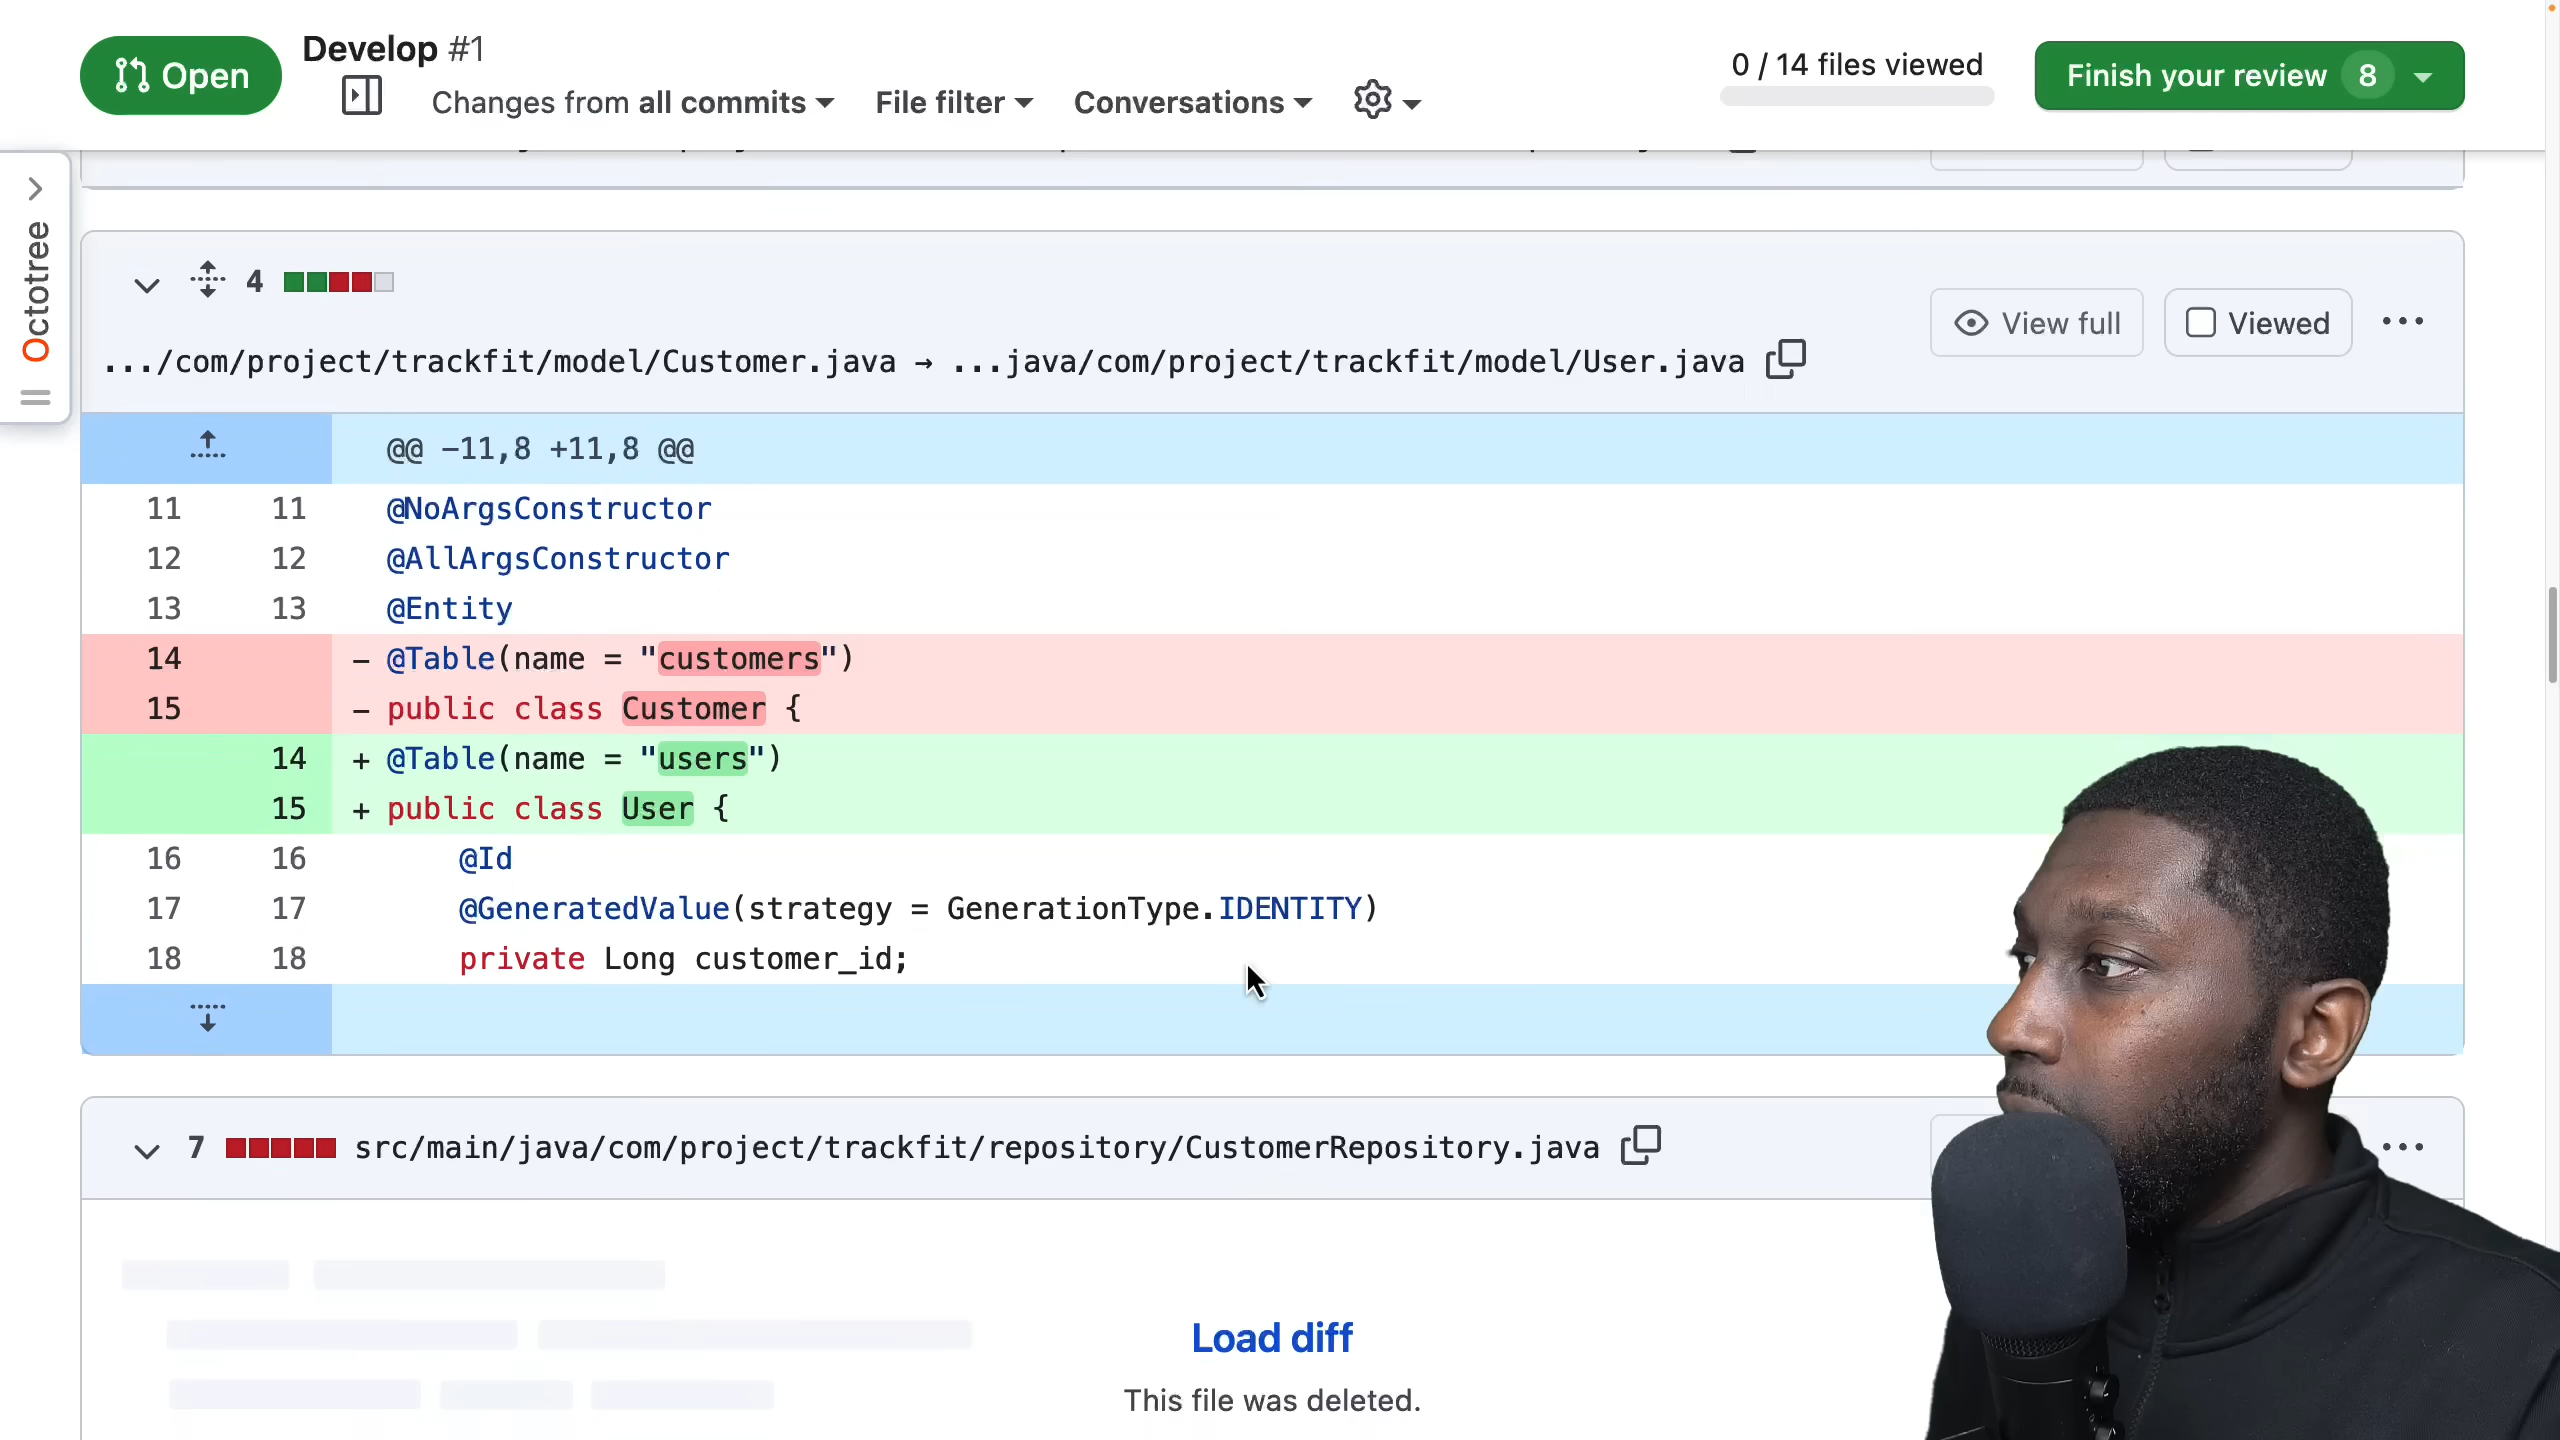 Open
Develop #1
Changes from all commits
File filter
Conversations
0 / 14 files viewed
Finish your review 8
Octotree
4
.../com/project/trackfit/model/Customer.java → ...java/com/project/trackfit/model/User.java
View full
Viewed
@@ -11,8 +11,8 @@
11 11 @NoArgsConstructor
12 12 @AllArgsConstructor
13 13 @Entity
14 - @Table(name = "customers")
15 - public class Customer {
14 + @Table(name = "users")
15 + public class User {
16 16 @Id
17 17 @GeneratedValue(strategy = GenerationType.IDENTITY)
18 18 private Long customer_id;
7 src/main/java/com/project/trackfit/repository/CustomerRepository.java
Load diff
This file was deleted.